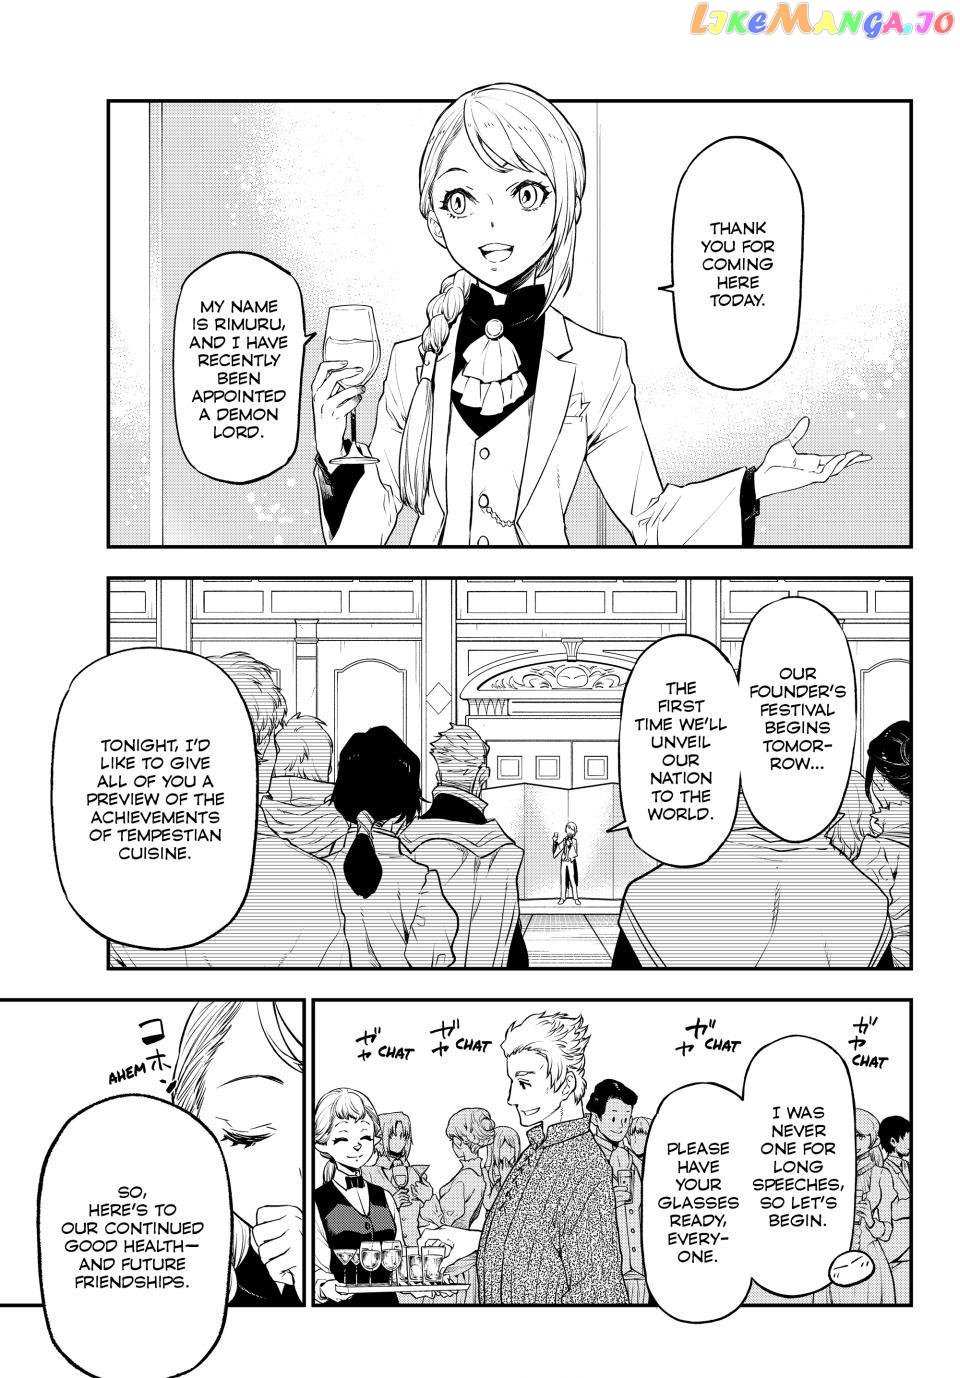 LIKEMANGA.IO
THANK
YOU FOR
COMING
HERE
TODAY.
MY NAME
IS RIMURU,
AND I HAVE
RECENTLY
BEEN
APPOINTED
A DEMON
LORD.
OUR
FOUNDER'S
FESTIVAL
BEGINS
TOMOR-
ROW...
THE
FIRST
TIME WE'LL
UNVEIL
OUR
NATION
TO THE
WORLD.
TONIGHT, I'D
LIKE TO GIVE
ALL OF YOU A
PREVIEW OF THE
ACHIEVEMENTS
OF TEMPESTIAN
CUISINE.
ガヤ CHAT
ガヤ CHAT
ガヤ CHAT
ガヤ CHAT
I WAS
NEVER
ONE FOR
LONG
SPEECHES,
SO LET'S
BEGIN.
PLEASE
HAVE
YOUR
GLASSES
READY,
EVERY-
ONE.
コホ
AHEM
SO,
HERE'S TO
OUR CONTINUED
GOOD HEALTH—
AND FUTURE
FRIENDSHIPS.